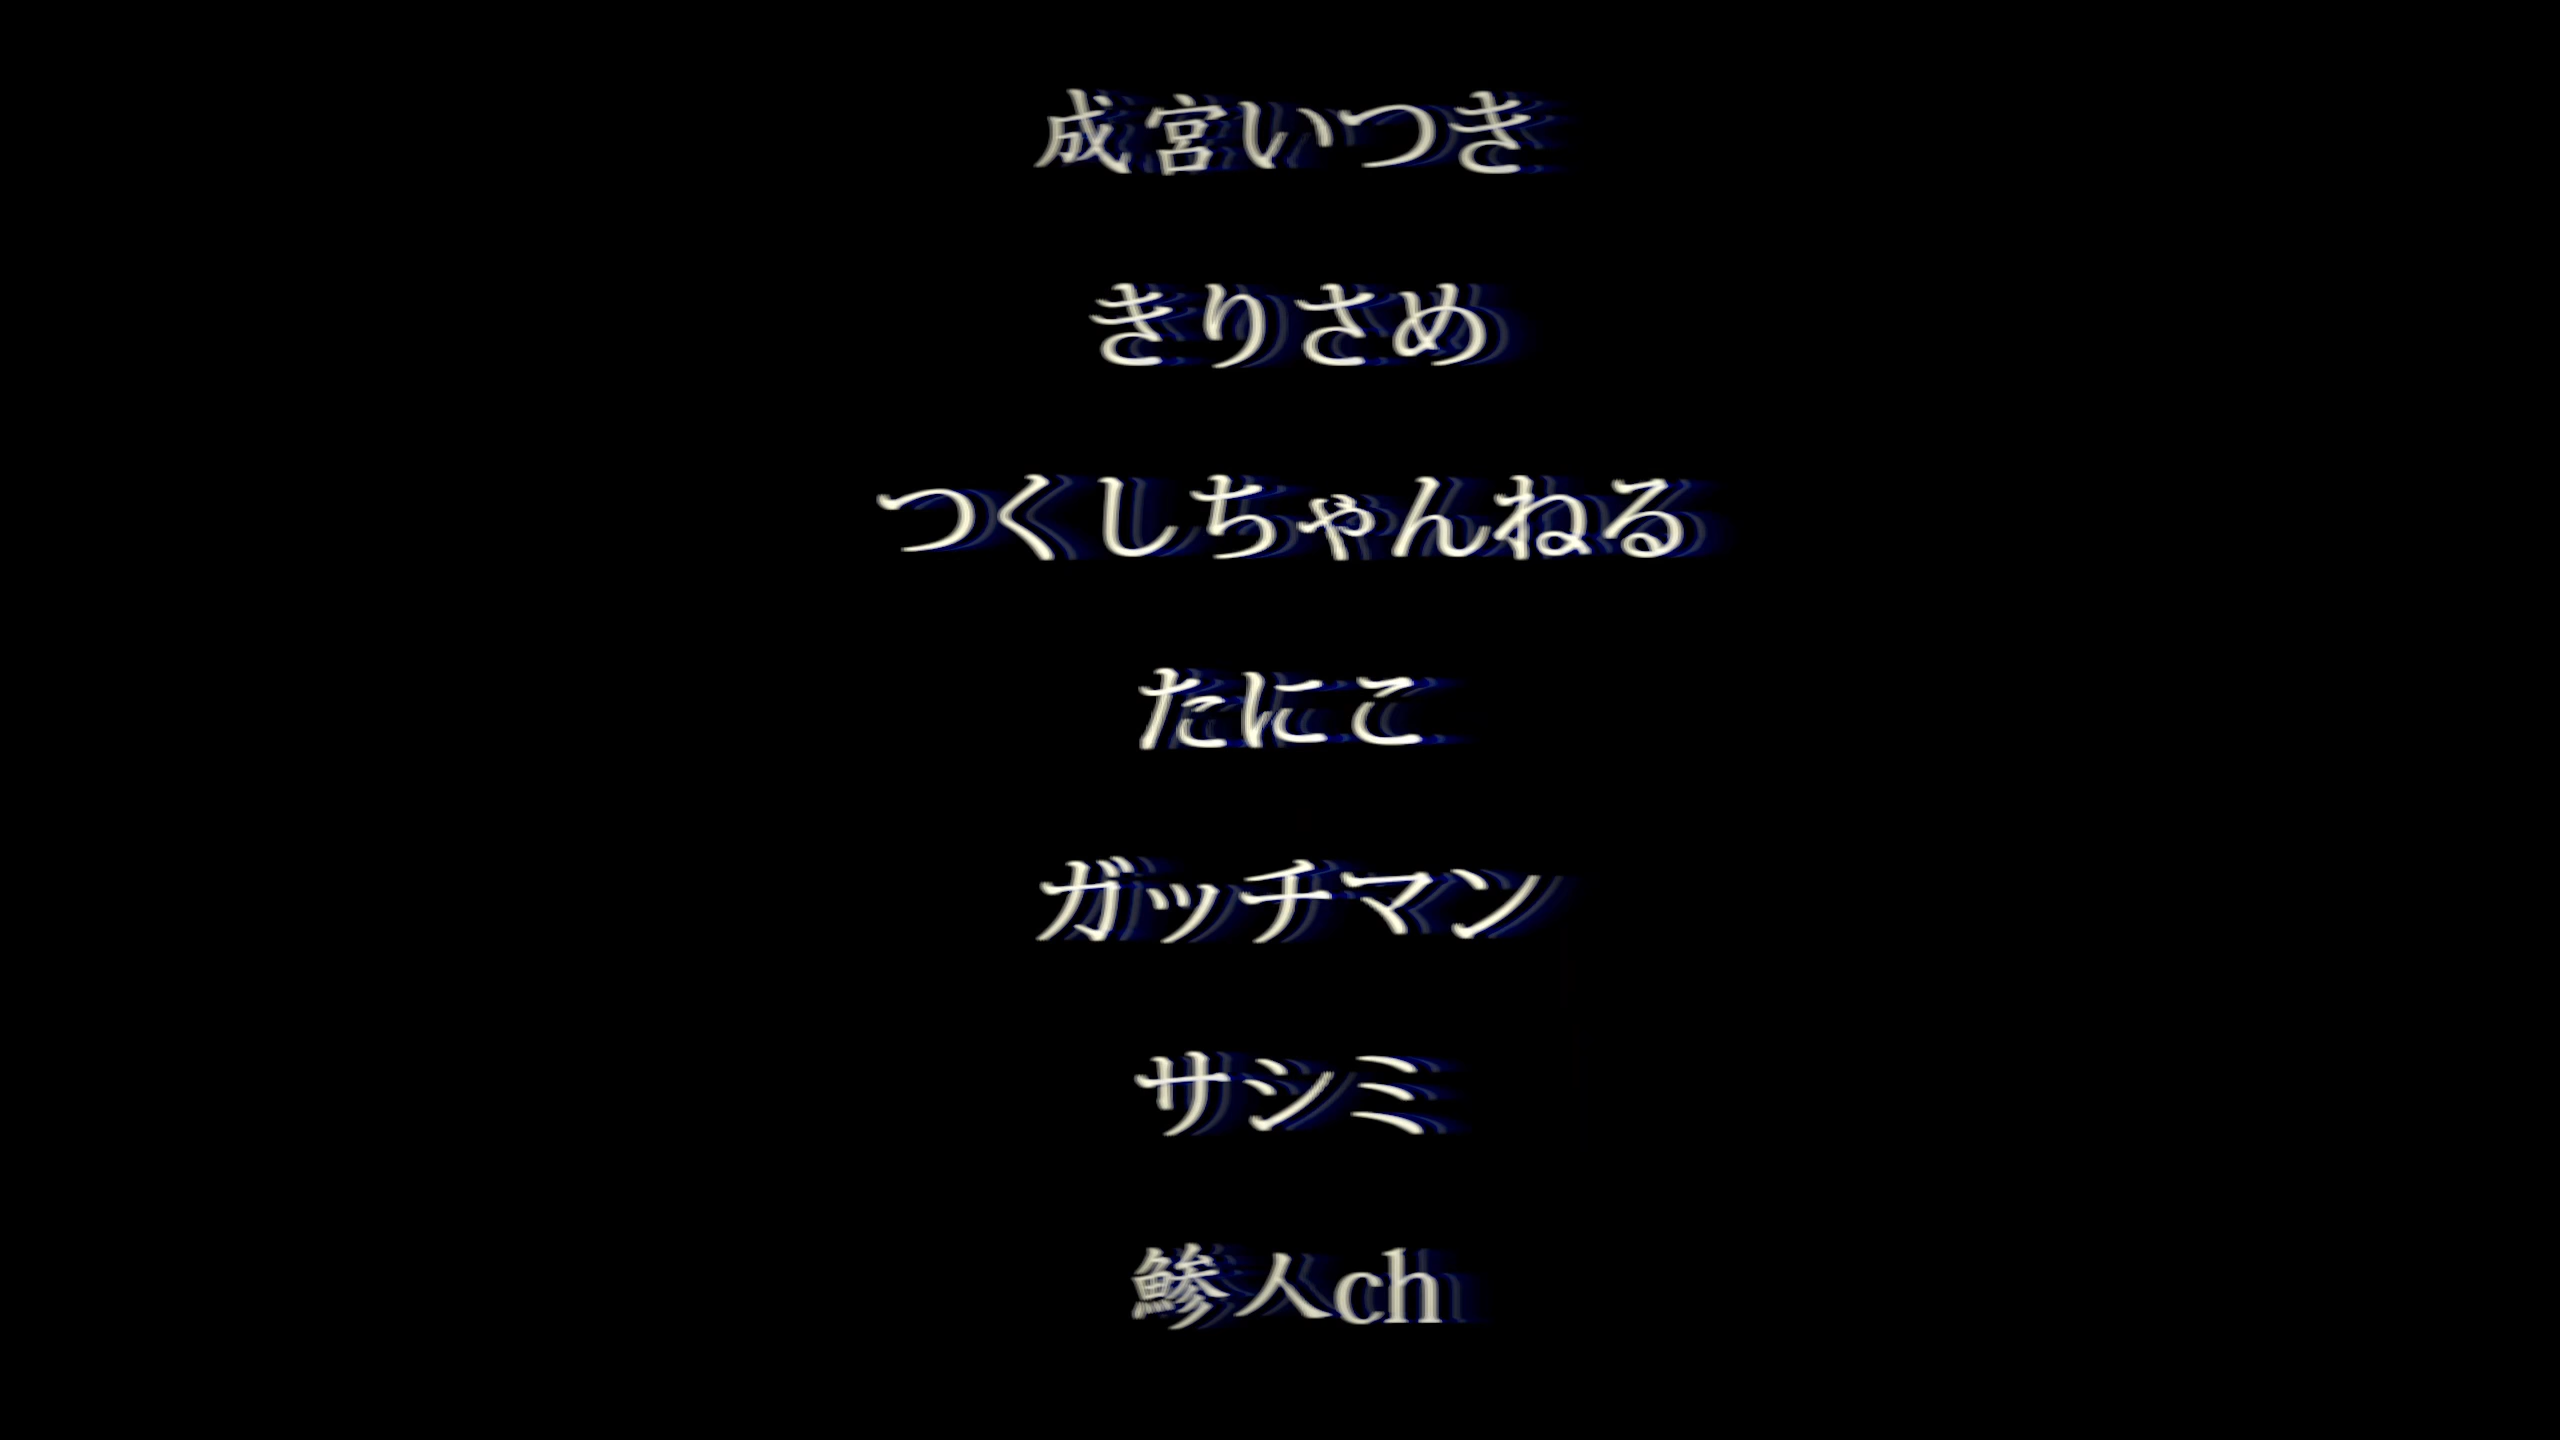 成宮いつき
きりさめ
つくしちゃんねる
たにこ
ガッチマン
サシミ
鯵人ch